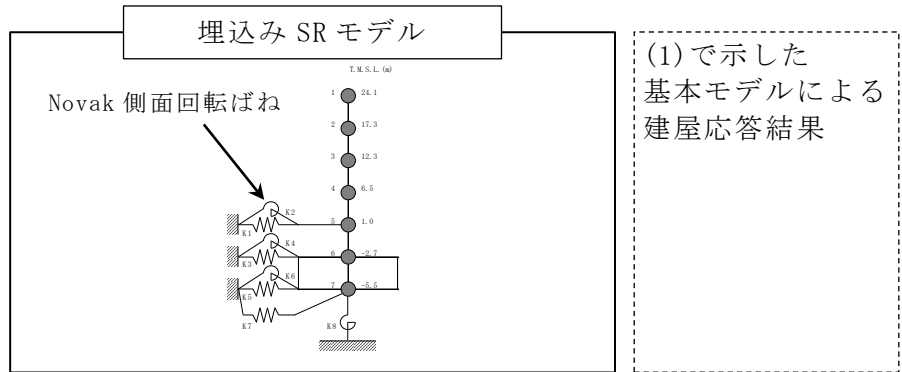 埋込み SR モデル
T.M.S.L.(m)
Novak 側面回転ばね
1 24.1
2 17.3
3 12.3
4 6.5
K2
5 1.0
K1
K4
6 -2.7
K3
K6
7 -5.5
K5
K7
K8
(1)で示した
基本モデルによる
建屋応答結果